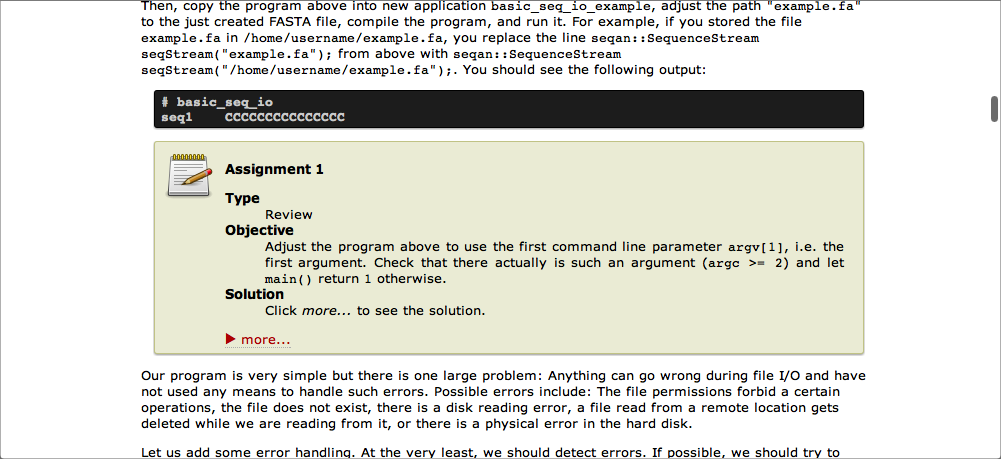 Then, copy the program above into new application basic_seq_io_example, adjust the path "example.fa"
to the just created FASTA file, compile the program, and run it. For example, if you stored the file
example.fa in /home/username/example.fa, you replace the line seqan::SequenceStream
seqStream("example.fa"); from above with seqan::SequenceStream
seqStream("/home/username/example.fa");. You should see the following output:
# basic_seq_io
seq1    CCCCCCCCCCCCCCC
Assignment 1
Type
Review
Objective
Adjust the program above to use the first command line parameter argv[1], i.e. the
first argument. Check that there actually is such an argument (argc >= 2) and let
main() return 1 otherwise.
Solution
Click more... to see the solution.
▶ more...
Our program is very simple but there is one large problem: Anything can go wrong during file I/O and have
not used any means to handle such errors. Possible errors include: The file permissions forbid a certain
operations, the file does not exist, there is a disk reading error, a file read from a remote location gets
deleted while we are reading from it, or there is a physical error in the hard disk.
Let us add some error handling. At the very least, we should detect errors. If possible, we should try to